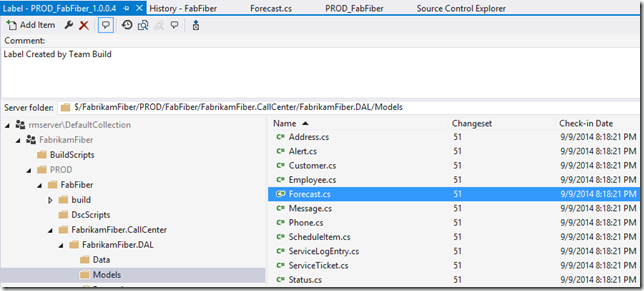 Label - PROD_FabFiber_1.0.0.4 History - FabFiber Forecast.cs PROD_FabFiber Source Control Explorer
Add Item
Comment:
Label Created by Team Build
Server folder: $/FabrikamFiber/PROD/FabFiber/FabrikamFiber.CallCenter/FabrikamFiber.DAL/Models
rmserver\DefaultCollection
FabrikamFiber
BuildScripts
PROD
FabFiber
build
DscScripts
FabrikamFiber.CallCenter
FabrikamFiber.DAL
Data
Models
Name Changeset Check-in Date
Address.cs 51 9/9/2014 8:18:21 PM
Alert.cs 51 9/9/2014 8:18:21 PM
Customer.cs 51 9/9/2014 8:18:21 PM
Employee.cs 51 9/9/2014 8:18:21 PM
Forecast.cs 51 9/9/2014 8:18:21 PM
Message.cs 51 9/9/2014 8:18:21 PM
Phone.cs 51 9/9/2014 8:18:21 PM
ScheduleItem.cs 51 9/9/2014 8:18:21 PM
ServiceLogEntry.cs 51 9/9/2014 8:18:21 PM
ServiceTicket.cs 51 9/9/2014 8:18:21 PM
Status.cs 51 9/9/2014 8:18:21 PM